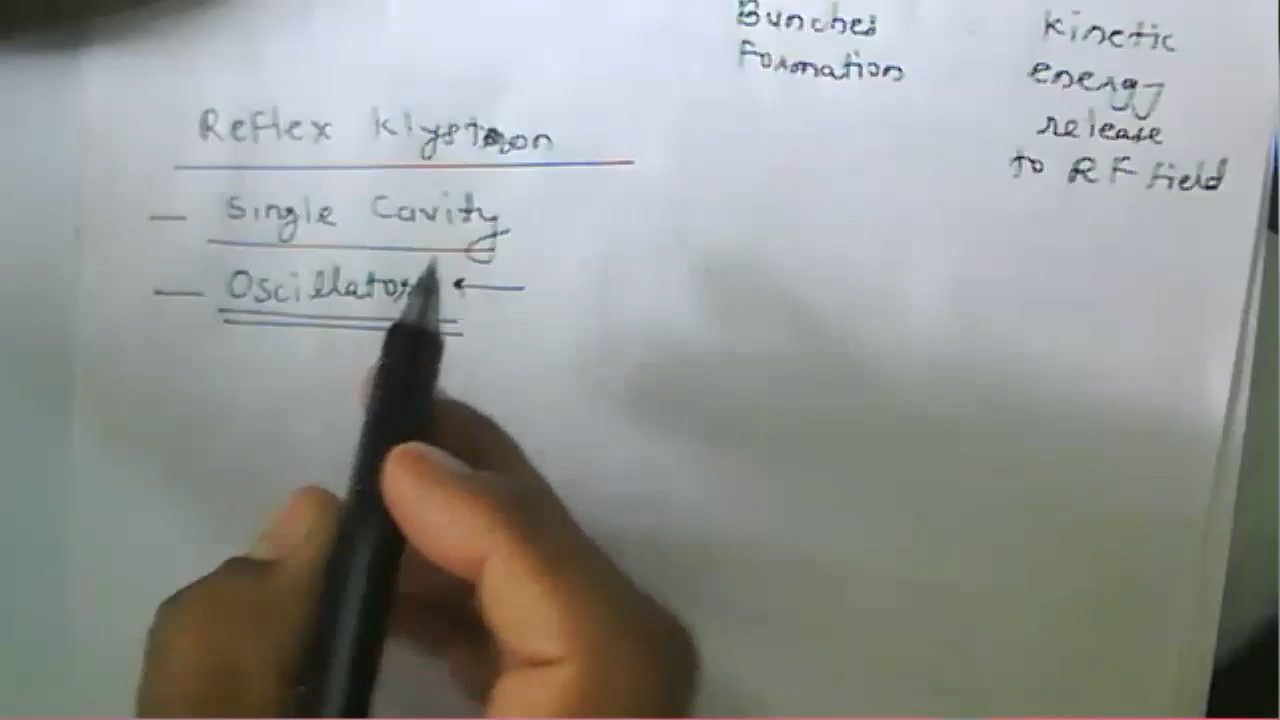 Bunches
Formation
Kinetic
energy
release
to RF field
Reflex Klystron
— Single Cavity
— Oscillator ←